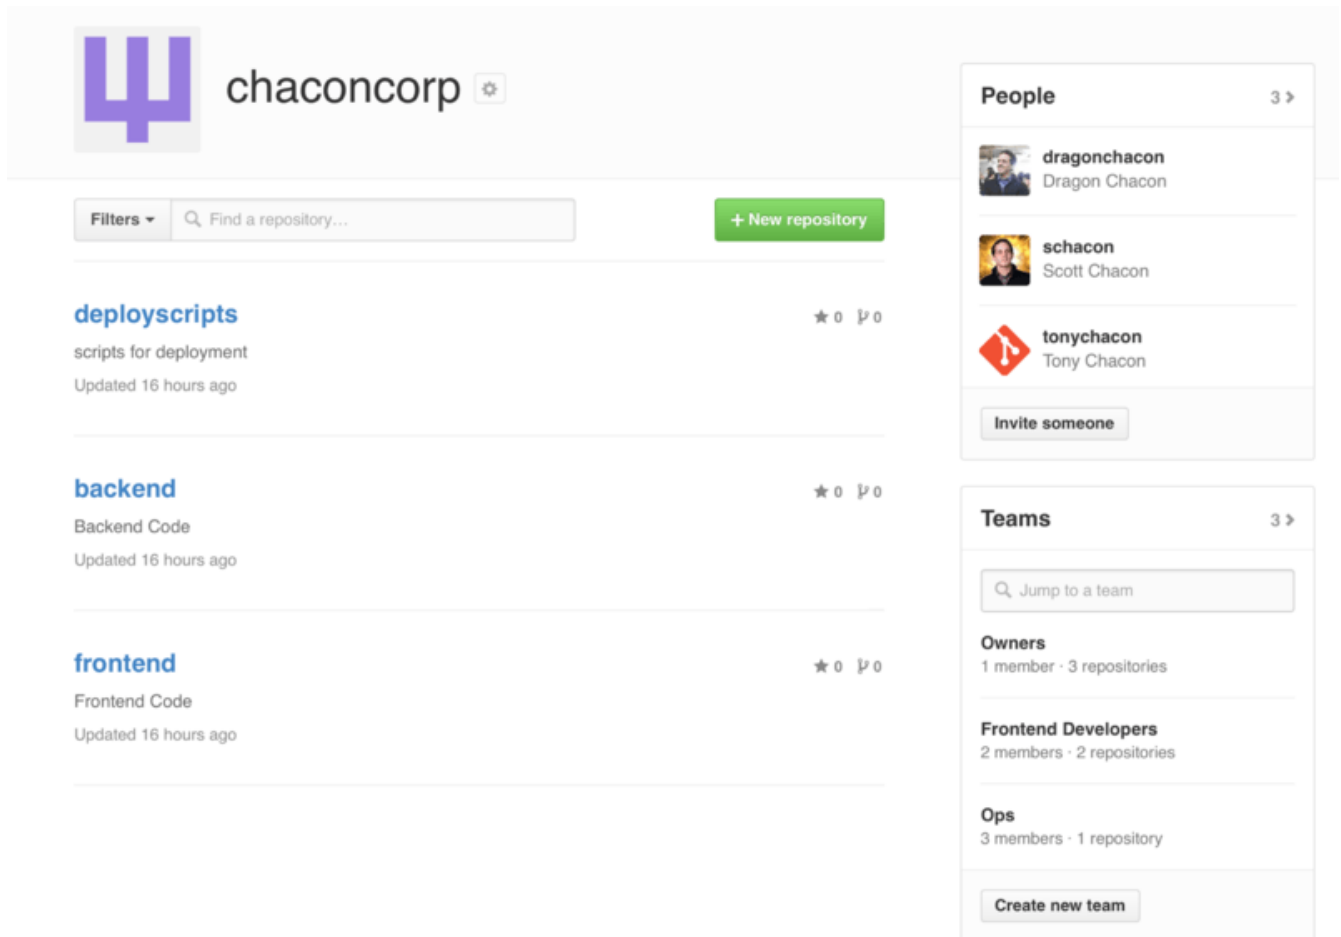 chaconcorp
Filters
Find a repository...
+ New repository
deployscripts
0 0
scripts for deployment
Updated 16 hours ago
backend
0 0
Backend Code
Updated 16 hours ago
frontend
0 0
Frontend Code
Updated 16 hours ago
People
3 >
dragonchacon
Dragon Chacon
schacon
Scott Chacon
tonychacon
Tony Chacon
Invite someone
Teams
3 >
Jump to a team
Owners
1 member · 3 repositories
Frontend Developers
2 members · 2 repositories
Ops
3 members · 1 repository
Create new team